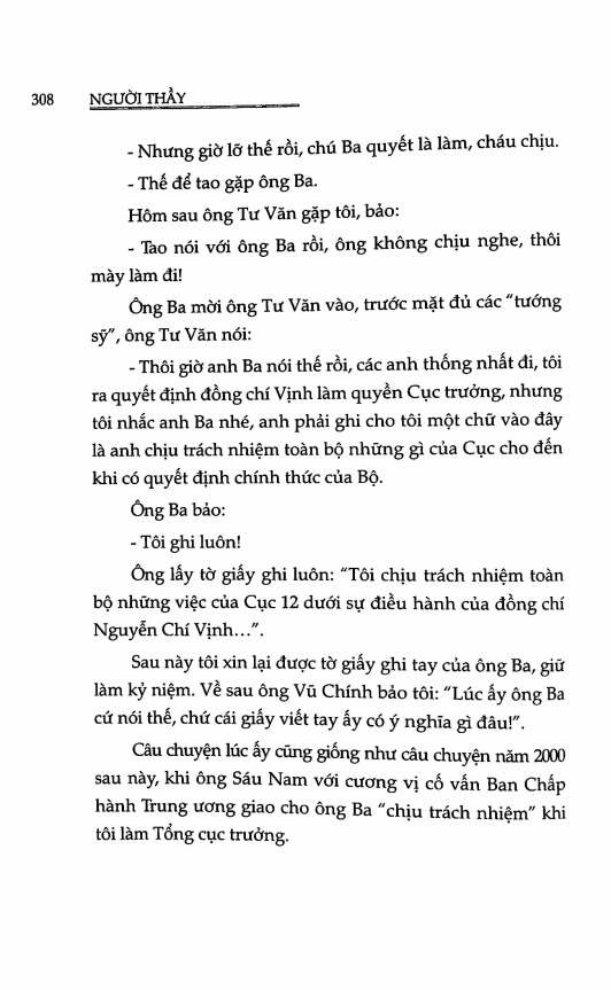 308 NGƯỜI THẦY
- Nhưng giờ lỡ thế rồi, chú Ba quyết là làm, cháu chịu.
- Thế để tao gặp ông Ba.
Hôm sau ông Tư Văn gặp tôi, bảo:
- Tao nói với ông Ba rồi, ông không chịu nghe, thôi
mày làm đi!
Ông Ba mời ông Tư Văn vào, trước mặt đủ các “tướng
sỹ”, ông Tư Văn nói:
- Thôi giờ anh Ba nói thế rồi, các anh thống nhất đi, tôi
ra quyết định đồng chí Vịnh làm quyền Cục trưởng, nhưng
tôi nhắc anh Ba nhé, anh phải ghi cho tôi một chữ vào đây
là anh chịu trách nhiệm toàn bộ những gì của Cục cho đến
khi có quyết định chính thức của Bộ.
Ông Ba bảo:
- Tôi ghi luôn!
Ông lấy tờ giấy ghi luôn: “Tôi chịu trách nhiệm toàn
bộ những việc của Cục 12 dưới sự điều hành của đồng chí
Nguyễn Chí Vịnh...”.
Sau này tôi xin lại được tờ giấy ghi tay của ông Ba, giữ
làm kỷ niệm. Về sau ông Vũ Chính bảo tôi: “Lúc ấy ông Ba
cứ nói thế, chứ cái giấy viết tay ấy có ý nghĩa gì đâu!”.
Câu chuyện lúc ấy cũng giống như câu chuyện năm 2000
sau này, khi ông Sáu Nam với cương vị cố vấn Ban Chấp
hành Trung ương giao cho ông Ba “chịu trách nhiệm” khi
tôi làm Tổng cục trưởng.